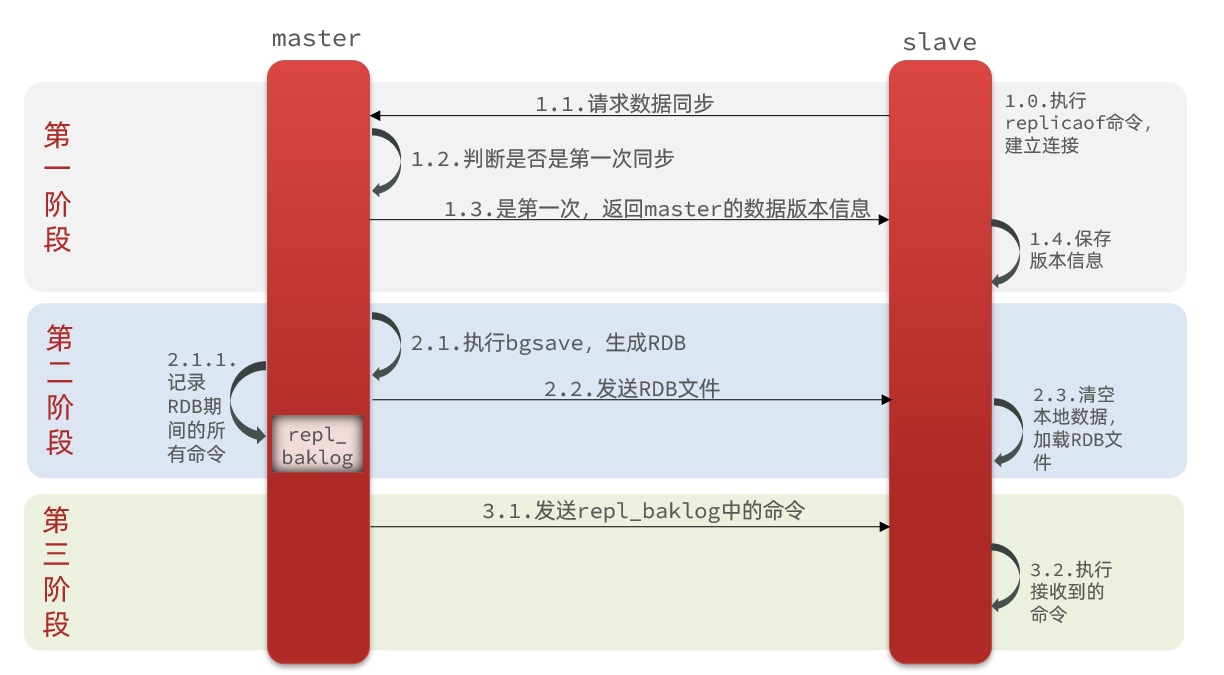 master
slave
第
一
阶
段
1.0.执行
replicaof命令，
建立连接
1.1.请求数据同步
1.2.判断是否是第一次同步
1.3.是第一次，返回master的数据版本信息
1.4.保存
版本信息
第
二
阶
段
2.1.执行bgsave，生成RDB
2.1.1.
记录
RDB期
间的所
有命令
repl_
baklog
2.2.发送RDB文件
2.3.清空
本地数据，
加载RDB文
件
第
三
阶
段
3.1.发送repl_baklog中的命令
3.2.执行
接收到的
命令